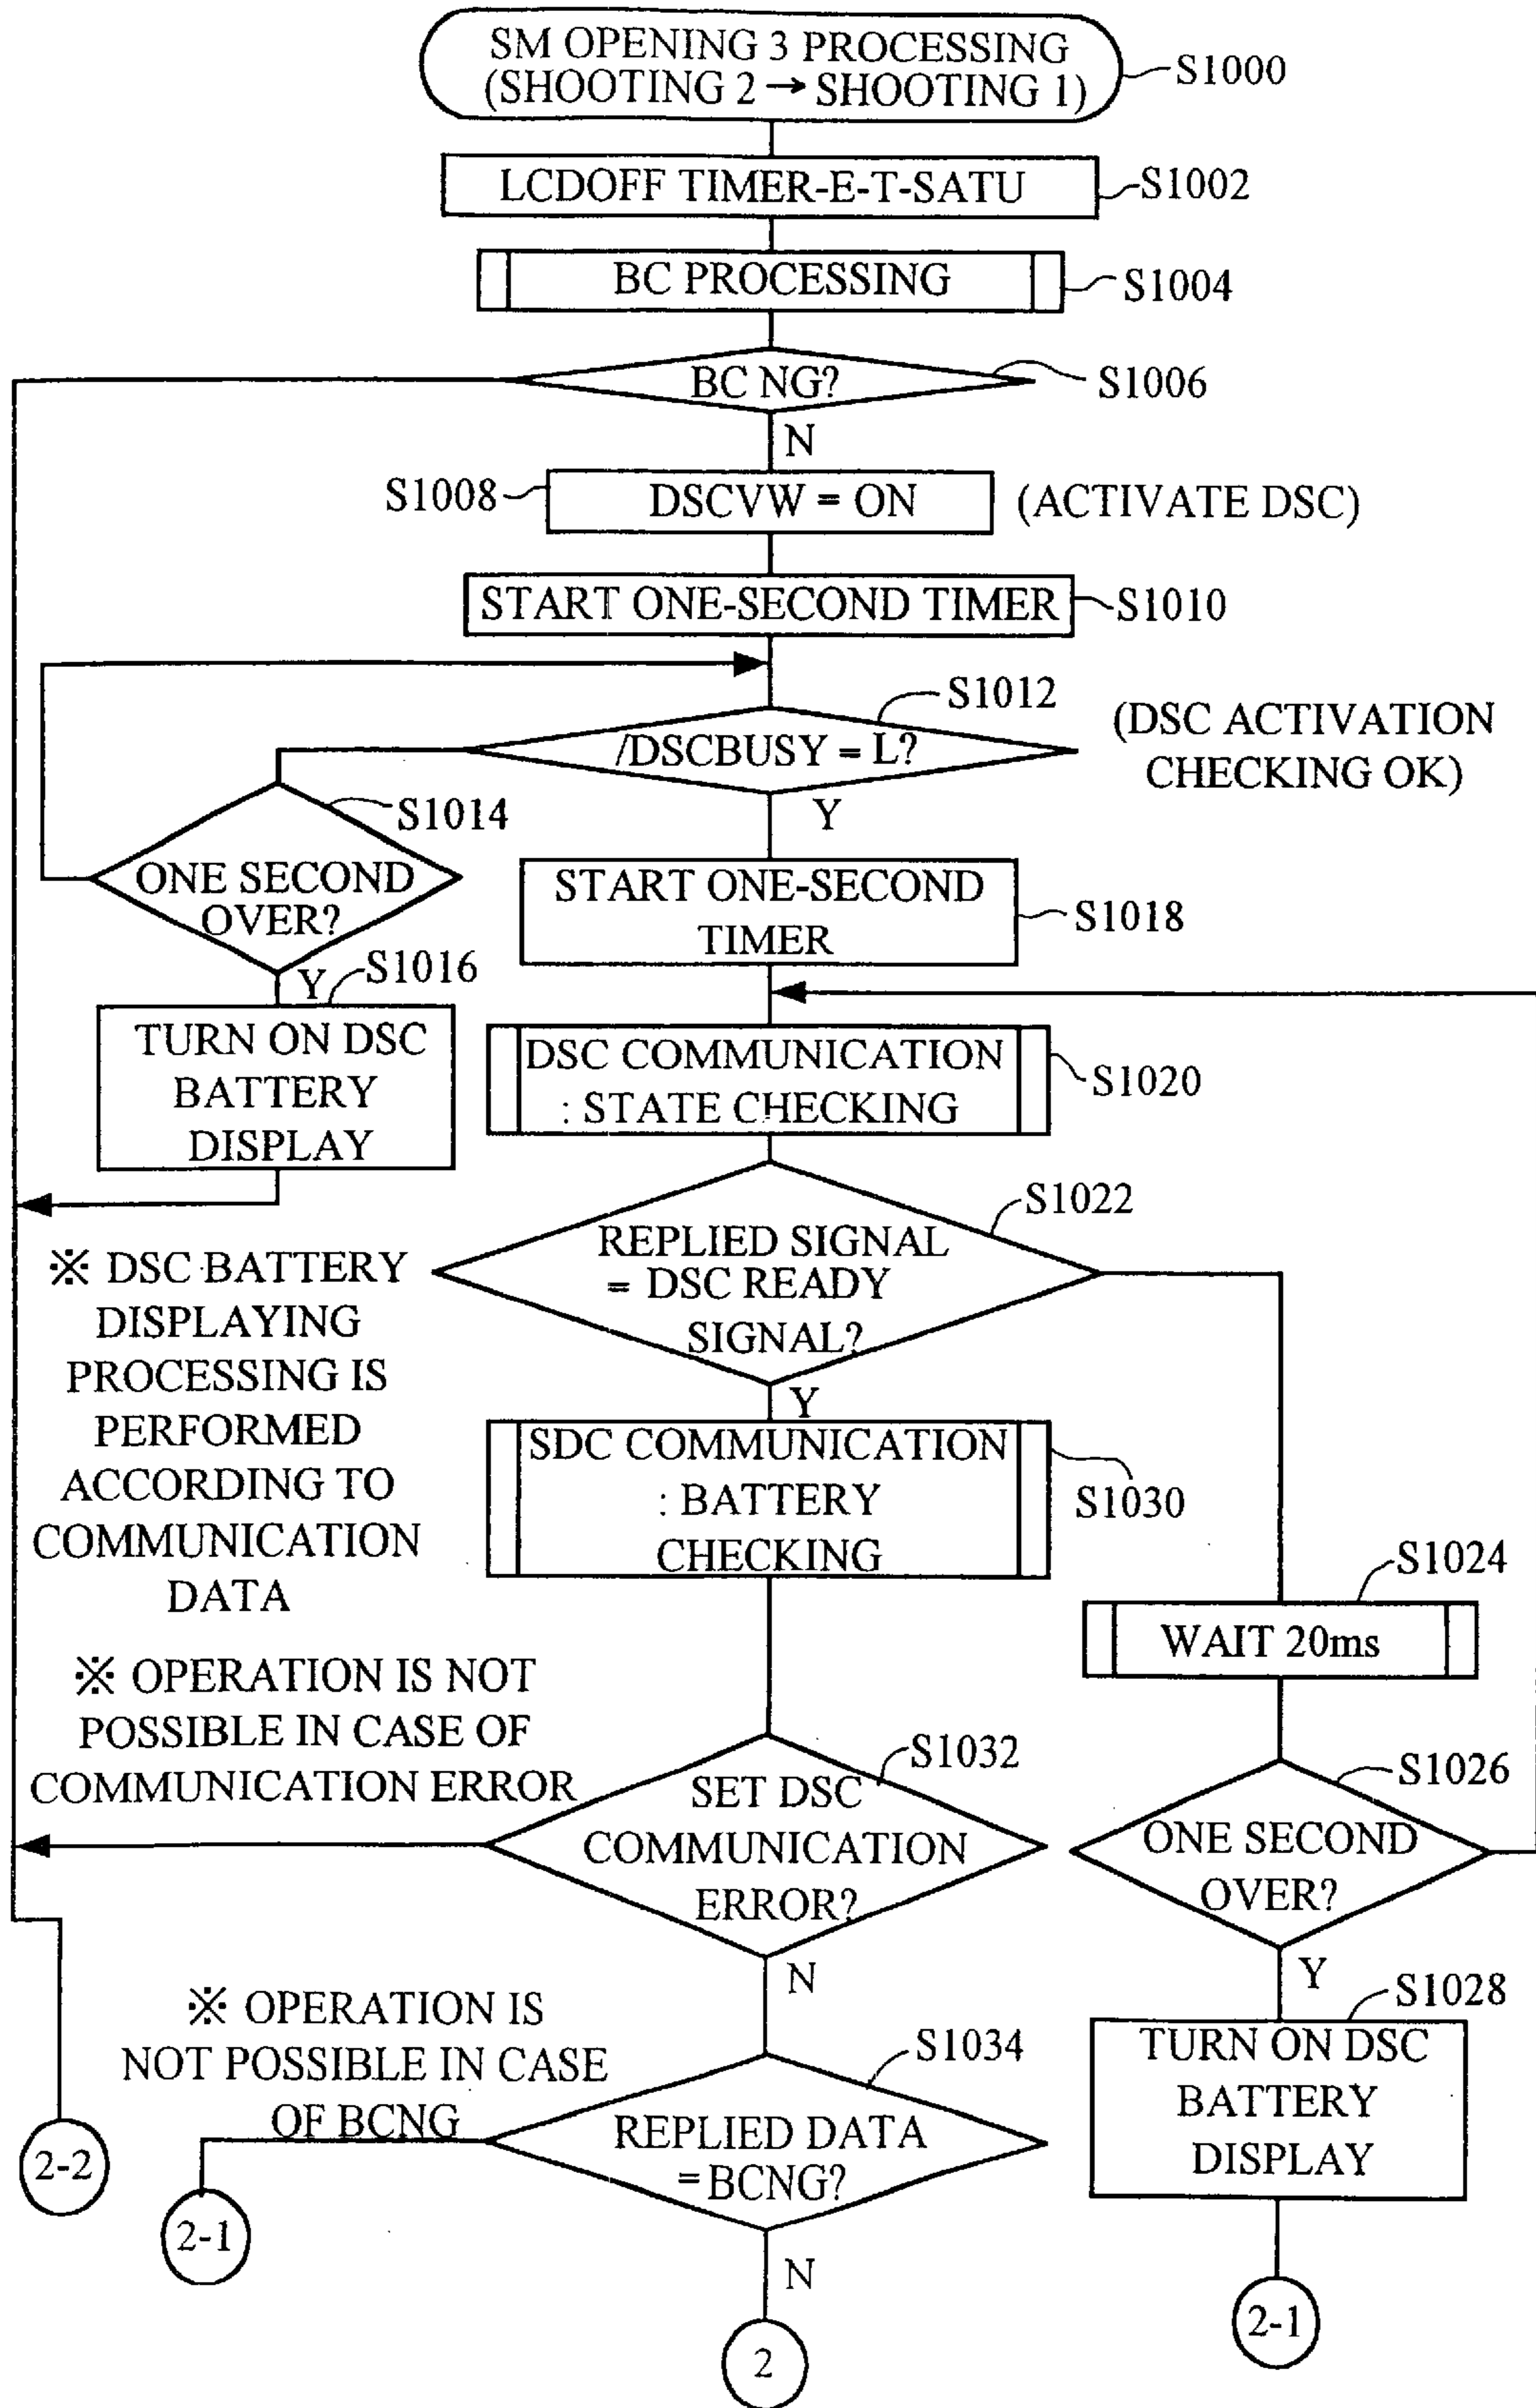 SM OPENING 3 PROCESSING
(SHOOTING 2 → SHOOTING 1)
S1000
LCDOFF TIMER-E-T-SATU
S1002
BC PROCESSING
S1004
BC NG?
S1006
N
S1008
DSCVW = ON
(ACTIVATE DSC)
START ONE-SECOND TIMER
S1010
S1012
/DSCBUSY = L?
(DSC ACTIVATION
CHECKING OK)
Y
S1014
ONE SECOND
OVER?
Y
S1016
TURN ON DSC
BATTERY
DISPLAY
START ONE-SECOND
TIMER
S1018
DSC COMMUNICATION
: STATE CHECKING
S1020
S1022
REPLIED SIGNAL
= DSC READY
SIGNAL?
Y
※ DSC BATTERY
DISPLAYING
PROCESSING IS
PERFORMED
ACCORDING TO
COMMUNICATION
DATA
SDC COMMUNICATION
: BATTERY
CHECKING
S1030
S1024
WAIT 20ms
※ OPERATION IS NOT
POSSIBLE IN CASE OF
COMMUNICATION ERROR
S1032
SET DSC
COMMUNICATION
ERROR?
N
S1026
ONE SECOND
OVER?
Y
S1028
TURN ON DSC
BATTERY
DISPLAY
※ OPERATION IS
NOT POSSIBLE IN CASE
OF BCNG
S1034
REPLIED DATA
=BCNG?
N
2-2
2-1
2
2-1